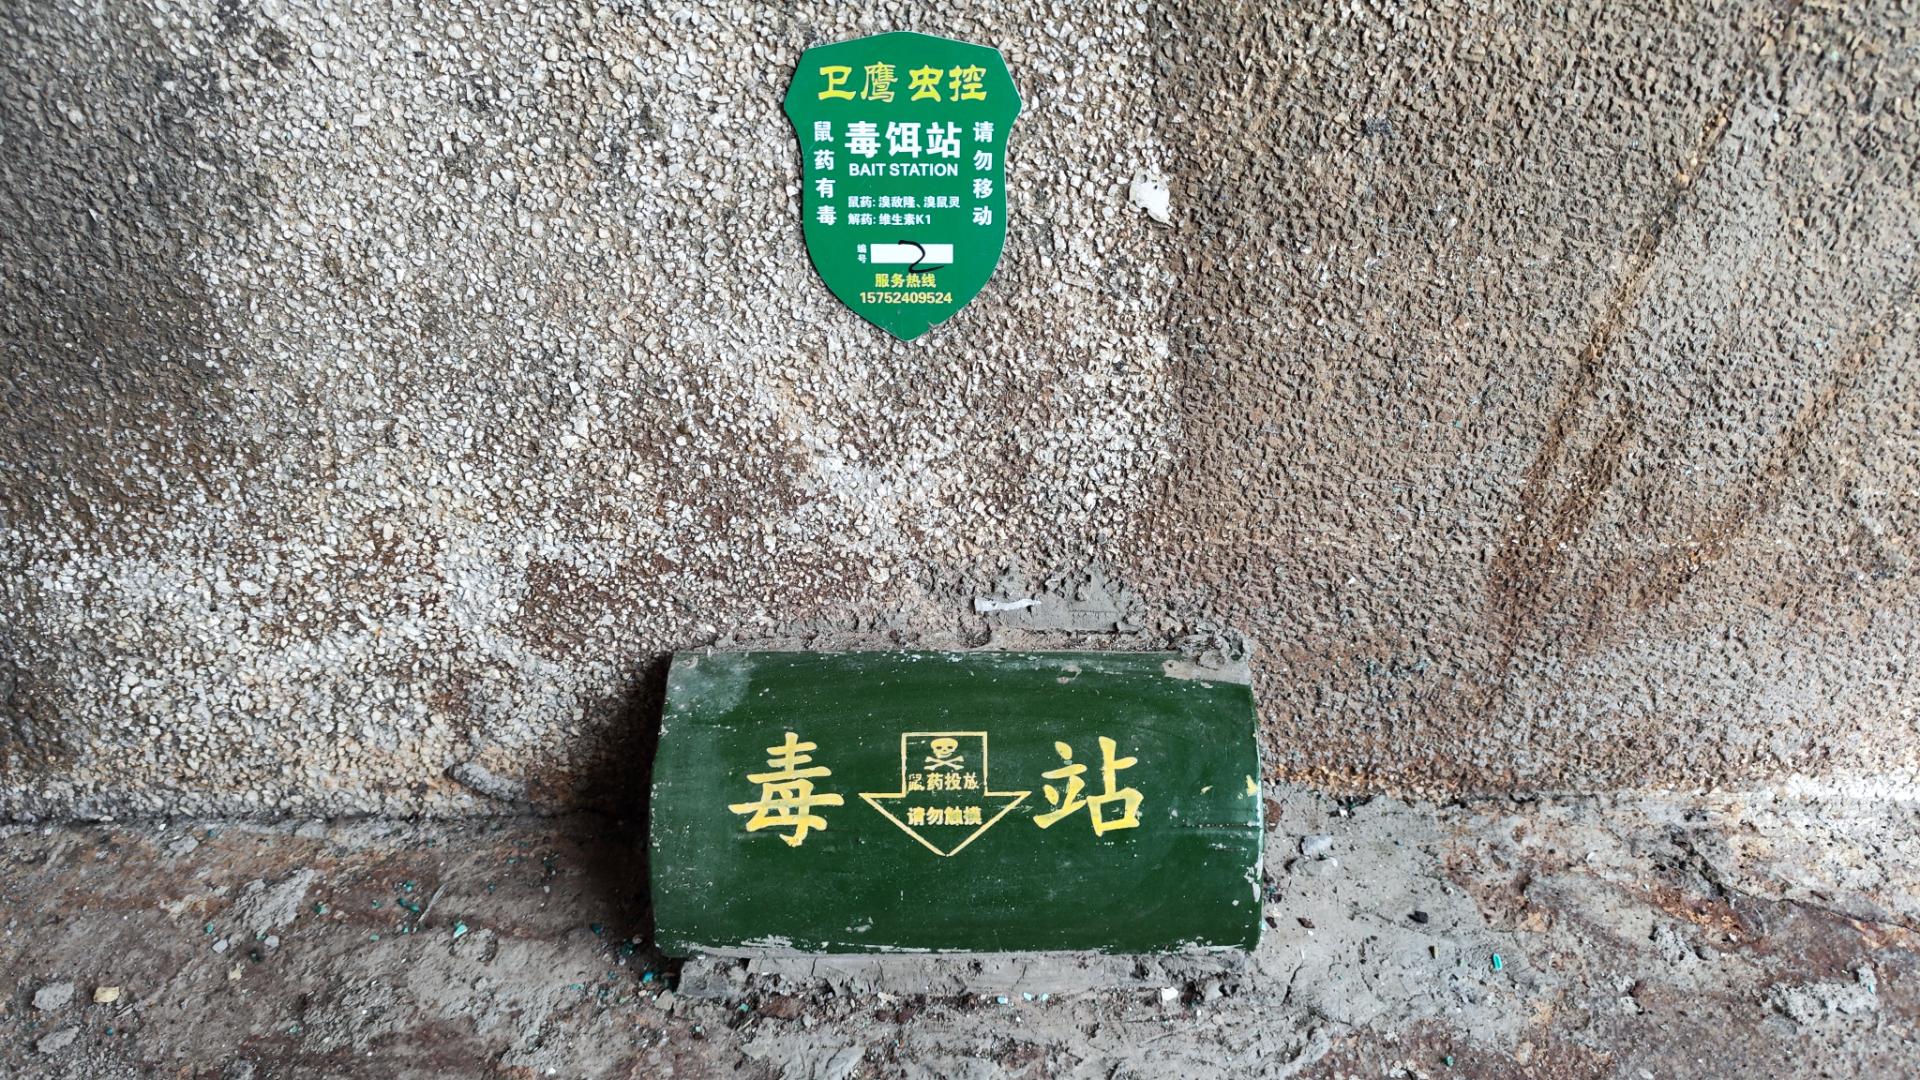 卫鹰虫控
鼠药有毒
毒饵站
请勿移动
BAIT STATION
鼠药:溴敌隆、溴鼠灵
解药:维生素K1
编号 2
服务热线
15752409524
毒站
鼠药投放
请勿触摸